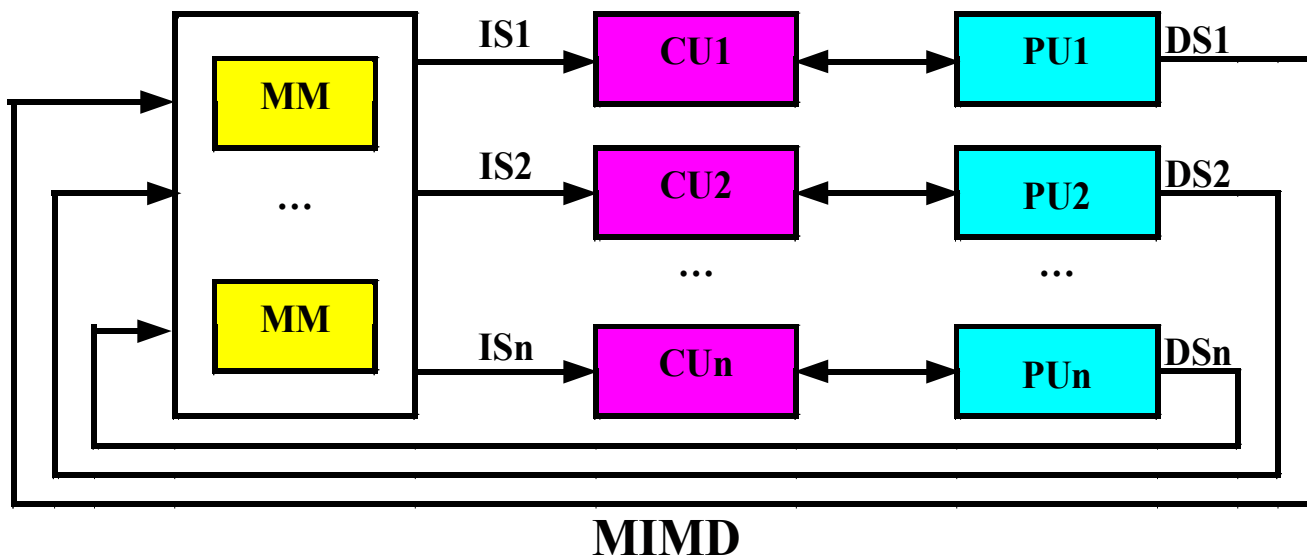 IS1
CU1
PU1
DS1
MM
IS2
CU2
PU2
DS2
...
...
...
MM
ISn
CUn
PUn
DSn
MIMD